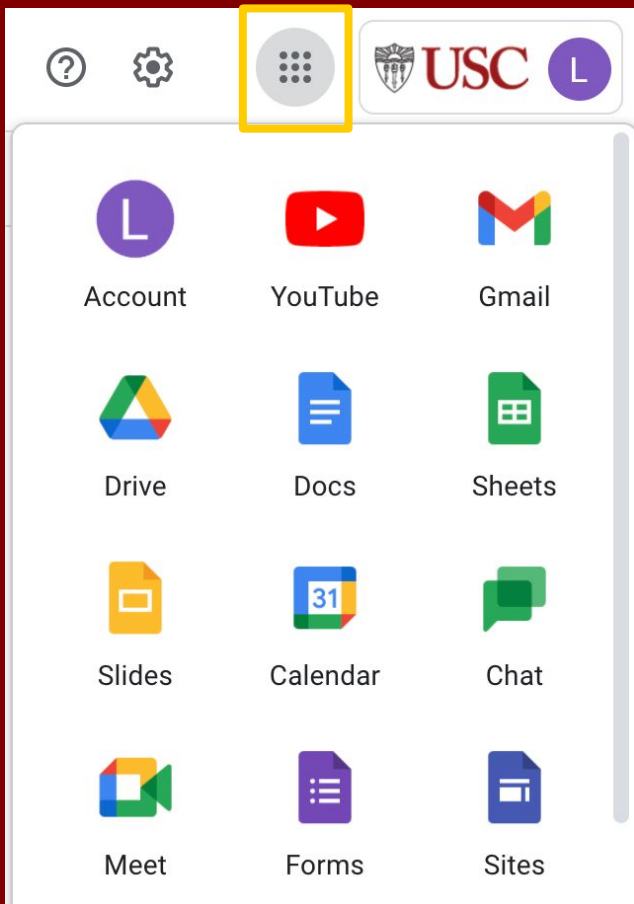 USC L
L
Account YouTube Gmail
Drive Docs Sheets
31
Slides Calendar Chat
Meet Forms Sites